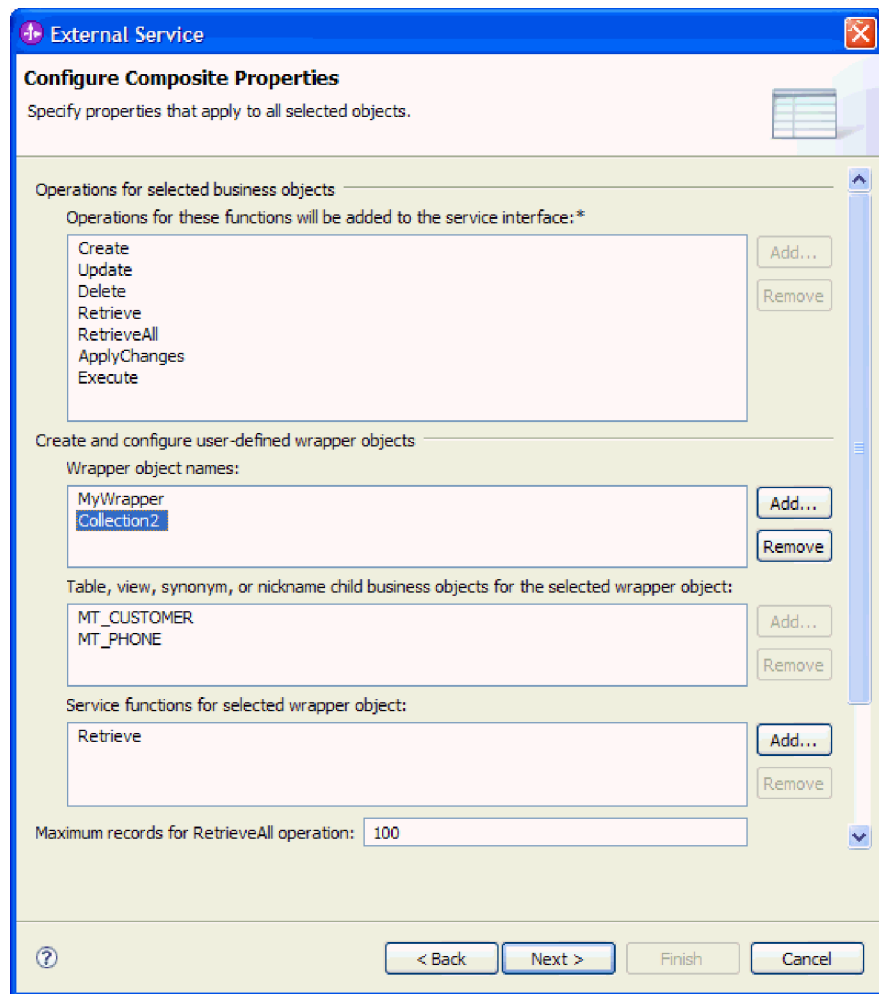 External Service
Configure Composite Properties
Specify properties that apply to all selected objects.
Operations for selected business objects
Operations for these functions will be added to the service interface:*
Create
Update
Delete
Retrieve
RetrieveAll
ApplyChanges
Execute
Add...
Remove
Create and configure user-defined wrapper objects
Wrapper object names:
MyWrapper
Collection2
Add...
Remove
Table, view, synonym, or nickname child business objects for the selected wrapper object:
MT_CUSTOMER
MT_PHONE
Add...
Remove
Service functions for selected wrapper object:
Retrieve
Add...
Remove
Maximum records for RetrieveAll operation: 100
? < Back Next > Finish Cancel